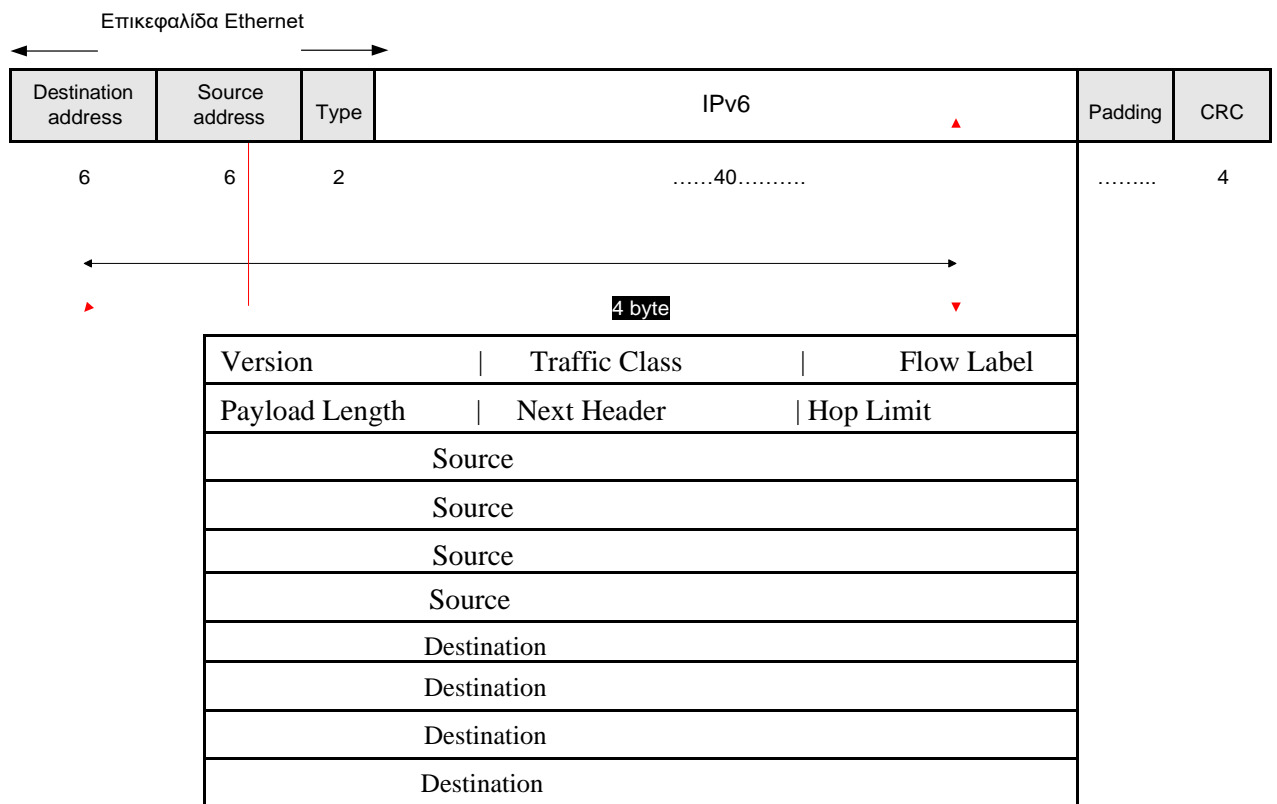 Επικεφαλίδα Ethernet
Destination address
Source address
Type
IPv6
Padding
CRC
6
6
2
……40……….
……...
4
4 byte
Version | Traffic Class | Flow Label
Payload Length | Next Header | Hop Limit
Source
Source
Source
Source
Destination
Destination
Destination
Destination